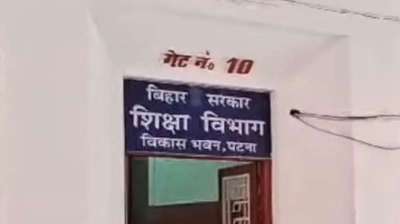 गेट नं० 10
बिहार सरकार
शिक्षा विभाग
विकास भवन, पटना